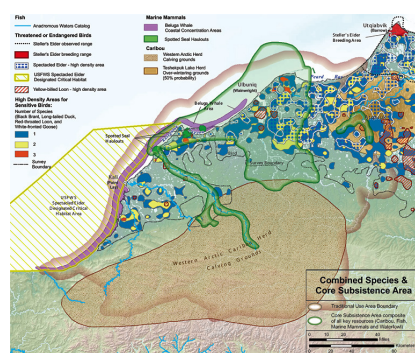 Fish
Anadromous Waters Catalog
Threatened or Endangered Birds
Steller's Eider observed range
Steller's Eider breeding range
Spectacled Eider - high density area
USFWS Spectacled Eider
Designated Critical
Habitat
Yellow-billed Loon - high density area
High Density Areas for
Sensitive Birds:
Number of Species
(Black Brant, Long-tailed Duck,
Red-throated Loon, and
White-fronted Goose)
1
2
3
Survey
Boundary
Marine Mammals
Beluga Whale
Coastal Concentration Areas
Spotted Seal Haulouts
Caribou
Western Arctic Herd
Calving grounds
Teshekpuk Lake Herd
Over-wintering grounds
(50% probability)
Utqiaġvik
(Barrow)
Steller's Eider
Breeding Area
Ulbuniq
(Wainwright)
Beluga Whale
Area
Spotted Seal
Haulouts
Kali
(Point
Lay)
Survey Boundary
USFWS
Spectacled Eider
Designated Critical
Habitat Area
Western Arctic Caribou Herd
Calving Grounds
Combined Species &
Core Subsistence Area
Traditional Use Area Boundary
Core Subsistence Area composite
of all key resources (Caribou, Fish,
Marine Mammals and Waterfowl)
Miles
Kilometers